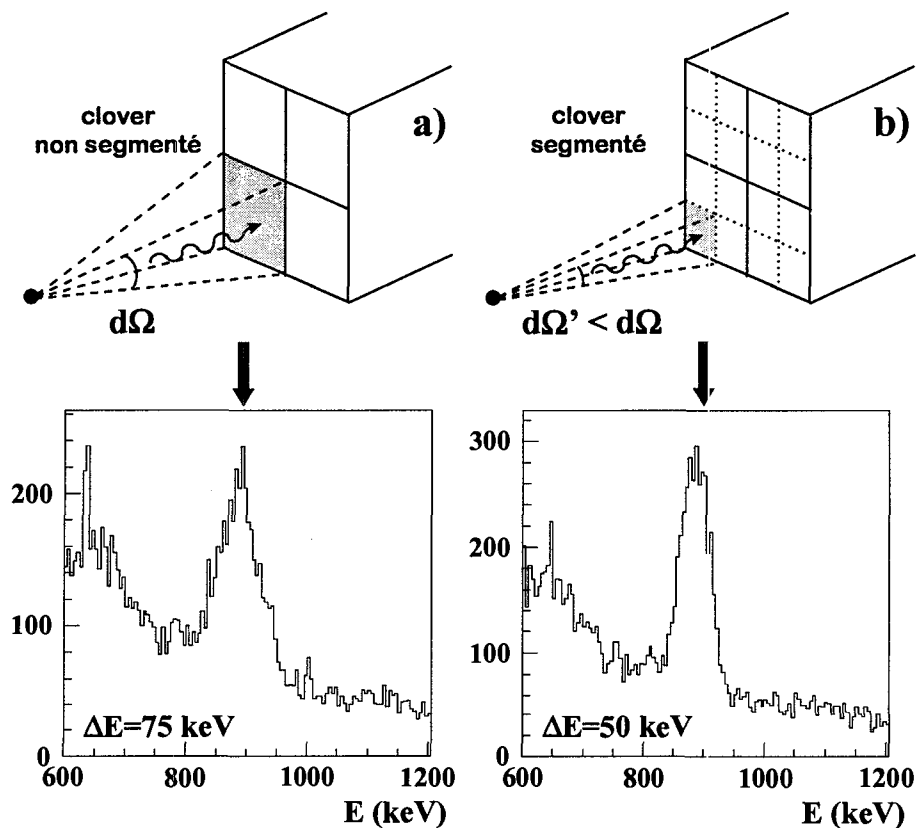 clover
non segmenté
a)
dΩ
clover
segmenté
b)
dΩ' < dΩ
200
100
0
ΔE=75 keV
600
800
1000
1200
E (keV)
300
200
100
0
ΔE=50 keV
600
800
1000
1200
E (keV)